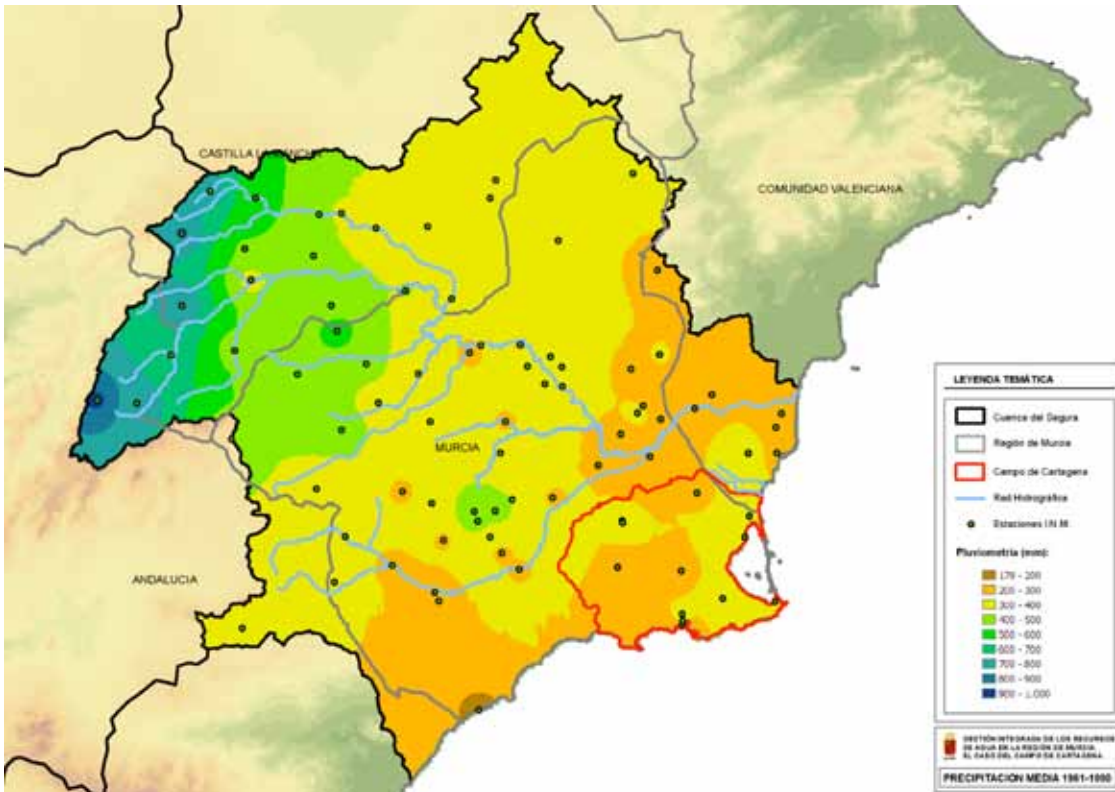 CASTILLA LA MANCHA
COMUNIDAD VALENCIANA
MURCIA
ANDALUCIA
LEYENDA TEMÁTICA
Cuenca del Segura
Región de Murcia
Campo de Cartagena
Red Hidrográfica
Estaciones I.N.M.
Pluviometría (mm):
170 - 200
200 - 300
300 - 400
400 - 500
500 - 600
600 - 700
700 - 800
800 - 900
900 - 1.000
GESTIÓN INTEGRADA DE LOS RECURSOS
DE AGUA EN LA REGIÓN DE MURCIA.
EL CASO DEL CAMPO DE CARTAGENA
PRECIPITACION MEDIA 1961-1990